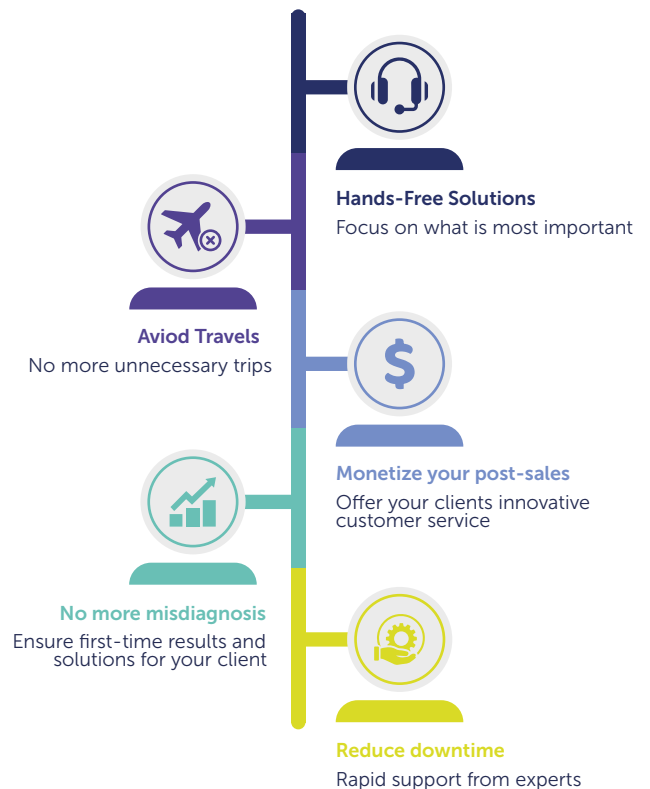 Hands-Free Solutions
Focus on what is most important
Aviod Travels
No more unnecessary trips
$
Monetize your post-sales
Offer your clients innovative
customer service
No more misdiagnosis
Ensure first-time results and
solutions for your client
Reduce downtime
Rapid support from experts